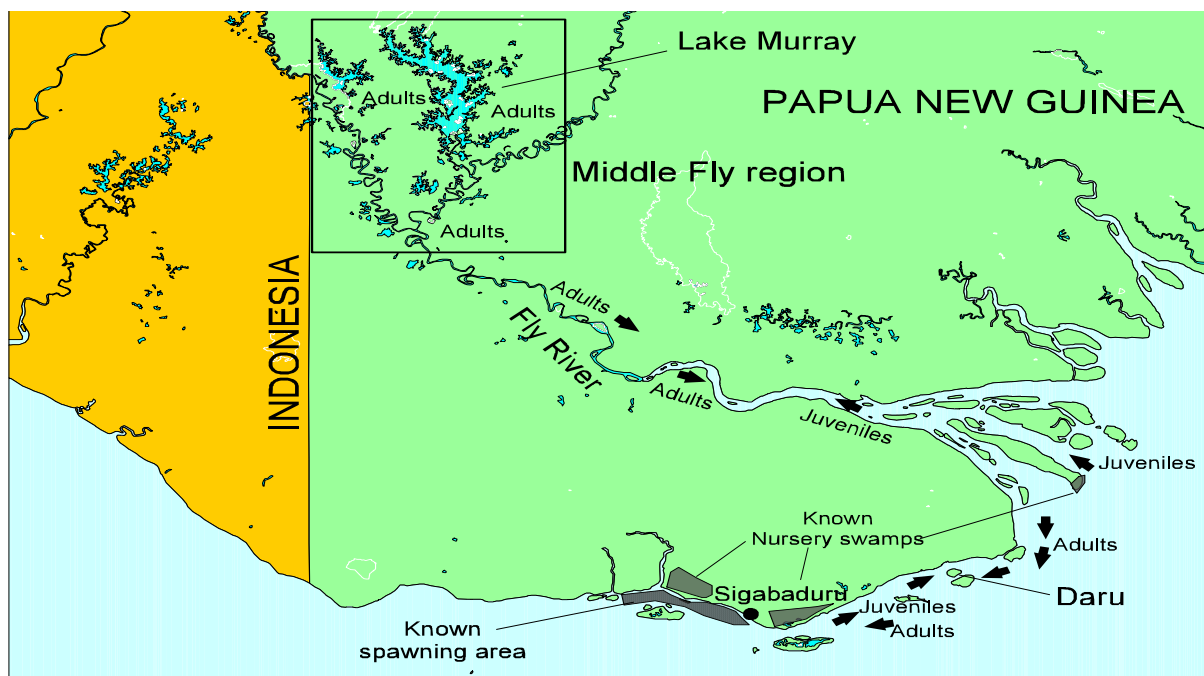 Lake Murray
PAPUA NEW GUINEA
Adults
Adults
Middle Fly region
Adults
INDONESIA
Adults
Fly River
Adults
Juveniles
Juveniles
Known
Nursery swamps
Adults
Sigabaduru
Daru
Juveniles
Adults
Known
spawning area